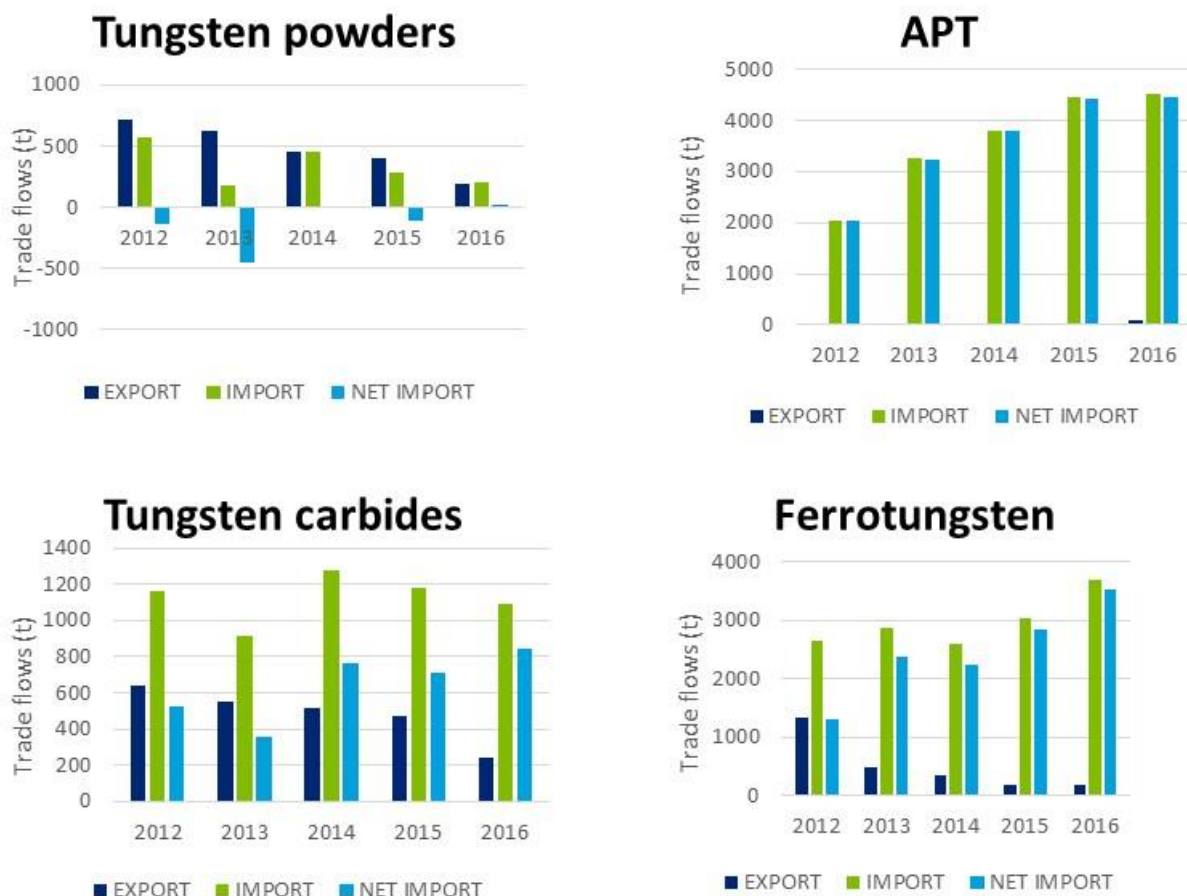 Tungsten powders
Trade flows (t)
1000
500
0
-500
-1000
2012
2013
2014
2015
2016
EXPORT IMPORT NET IMPORT
APT
Trade flows (t)
5000
4000
3000
2000
1000
0
2012 2013 2014 2015 2016
EXPORT IMPORT NET IMPORT
Tungsten carbides
Trade flows (t)
1400
1200
1000
800
600
400
200
0
2012 2013 2014 2015 2016
EXPORT IMPORT NET IMPORT
Ferrotungsten
Trade flows (t)
4000
3000
2000
1000
0
2012 2013 2014 2015 2016
EXPORT IMPORT NET IMPORT